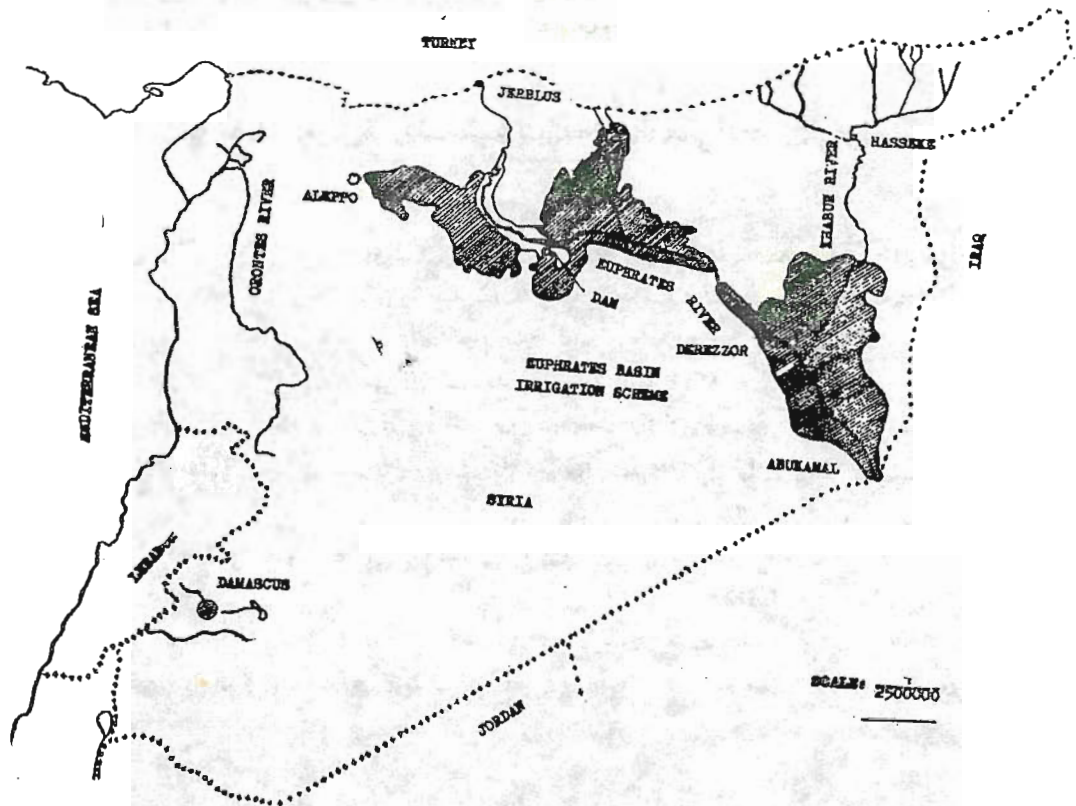 TURKEY
JERBLUS
HASSEKE
ALEPPO
ORONTES RIVER
KHABUR RIVER
IRAQ
EUPHRATES RIVER
DAM
MEDITERRANEAN SEA
DEREZZOR
EUPHRATES BASIN
IRRIGATION SCHEME
ABUKAMAL
SYRIA
LEBANON
DAMASCUS
SCALE: 1
2500000
JORDAN